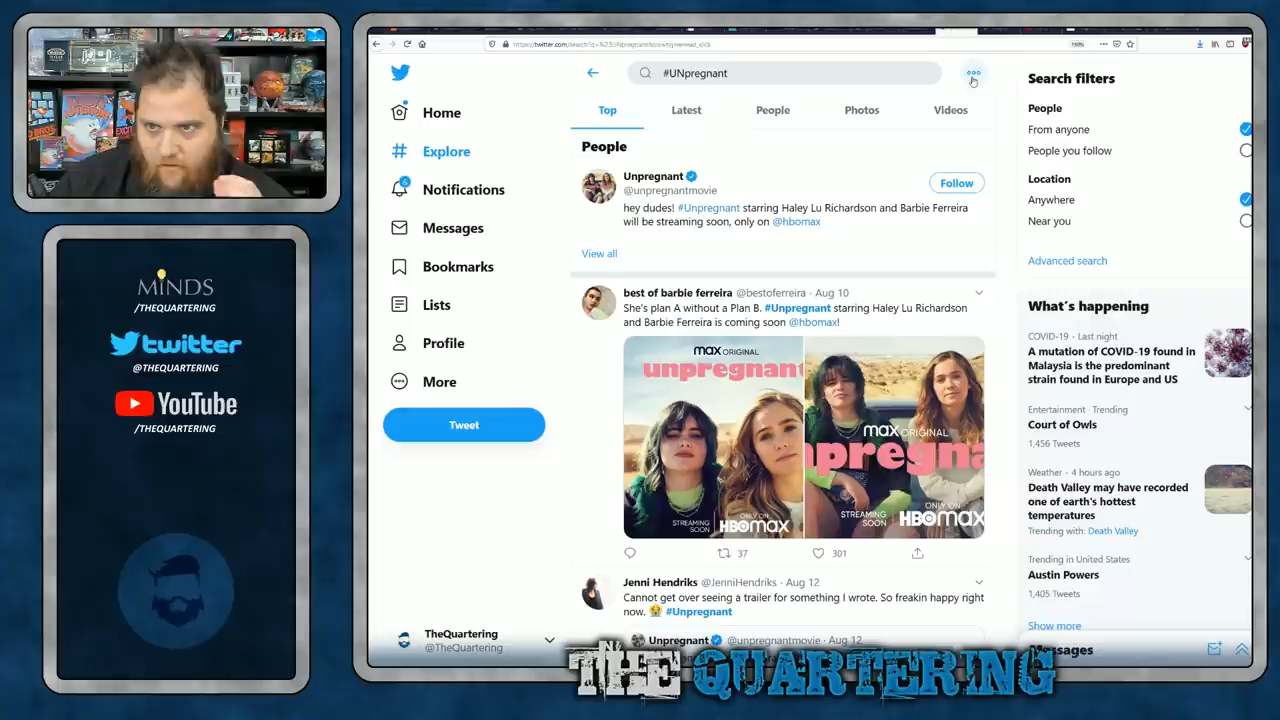 MINDS
/THEQUARTERING
twitter
@THEQUARTERING
YouTube
/THEQUARTERING
150%
Home
Explore
Notifications
Messages
Bookmarks
Lists
Profile
More
Tweet
TheQuartering
@TheQuartering
#UNpregnant
Top Latest People Photos Videos
People
Unpregnant
@unpregnantmovie
Follow
hey dudes! #Unpregnant starring Haley Lu Richardson and Barbie Ferreira
will be streaming soon, only on @hbomax
View all
best of barbie ferreira @bestoferreira · Aug 10
She's plan A without a Plan B. #Unpregnant starring Haley Lu Richardson
and Barbie Ferreira is coming soon @hbomax!
max ORIGINAL
unpregnant
STREAMING SOON
ONLY ON
HBOMAX
max ORIGINAL
npregna
STREAMING SOON
ONLY ON
HBOMAX
37 301
Jenni Hendriks @JenniHendriks · Aug 12
Cannot get over seeing a trailer for something I wrote. So freakin happy right
now. 😭 #Unpregnant
Unpregnant @unpregnantmovie · Aug 12
Search filters
People
From anyone
People you follow
Location
Anywhere
Near you
Advanced search
What's happening
COVID-19 · Last night
A mutation of COVID-19 found in
Malaysia is the predominant
strain found in Europe and US
Entertainment · Trending
Court of Owls
1,456 Tweets
Weather · 4 hours ago
Death Valley may have recorded
one of earth's hottest
temperatures
Trending with: Death Valley
Trending in United States
Austin Powers
1,405 Tweets
Show more
Messages
THE QUARTERING